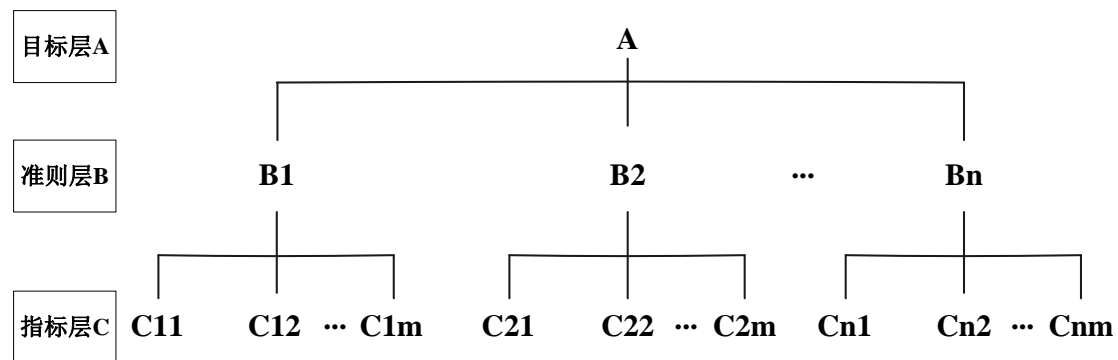 目标层A A
准则层B B1 B2 ... Bn
指标层C C11 C12 ... C1m C21 C22 ... C2m Cn1 Cn2 ... Cnm